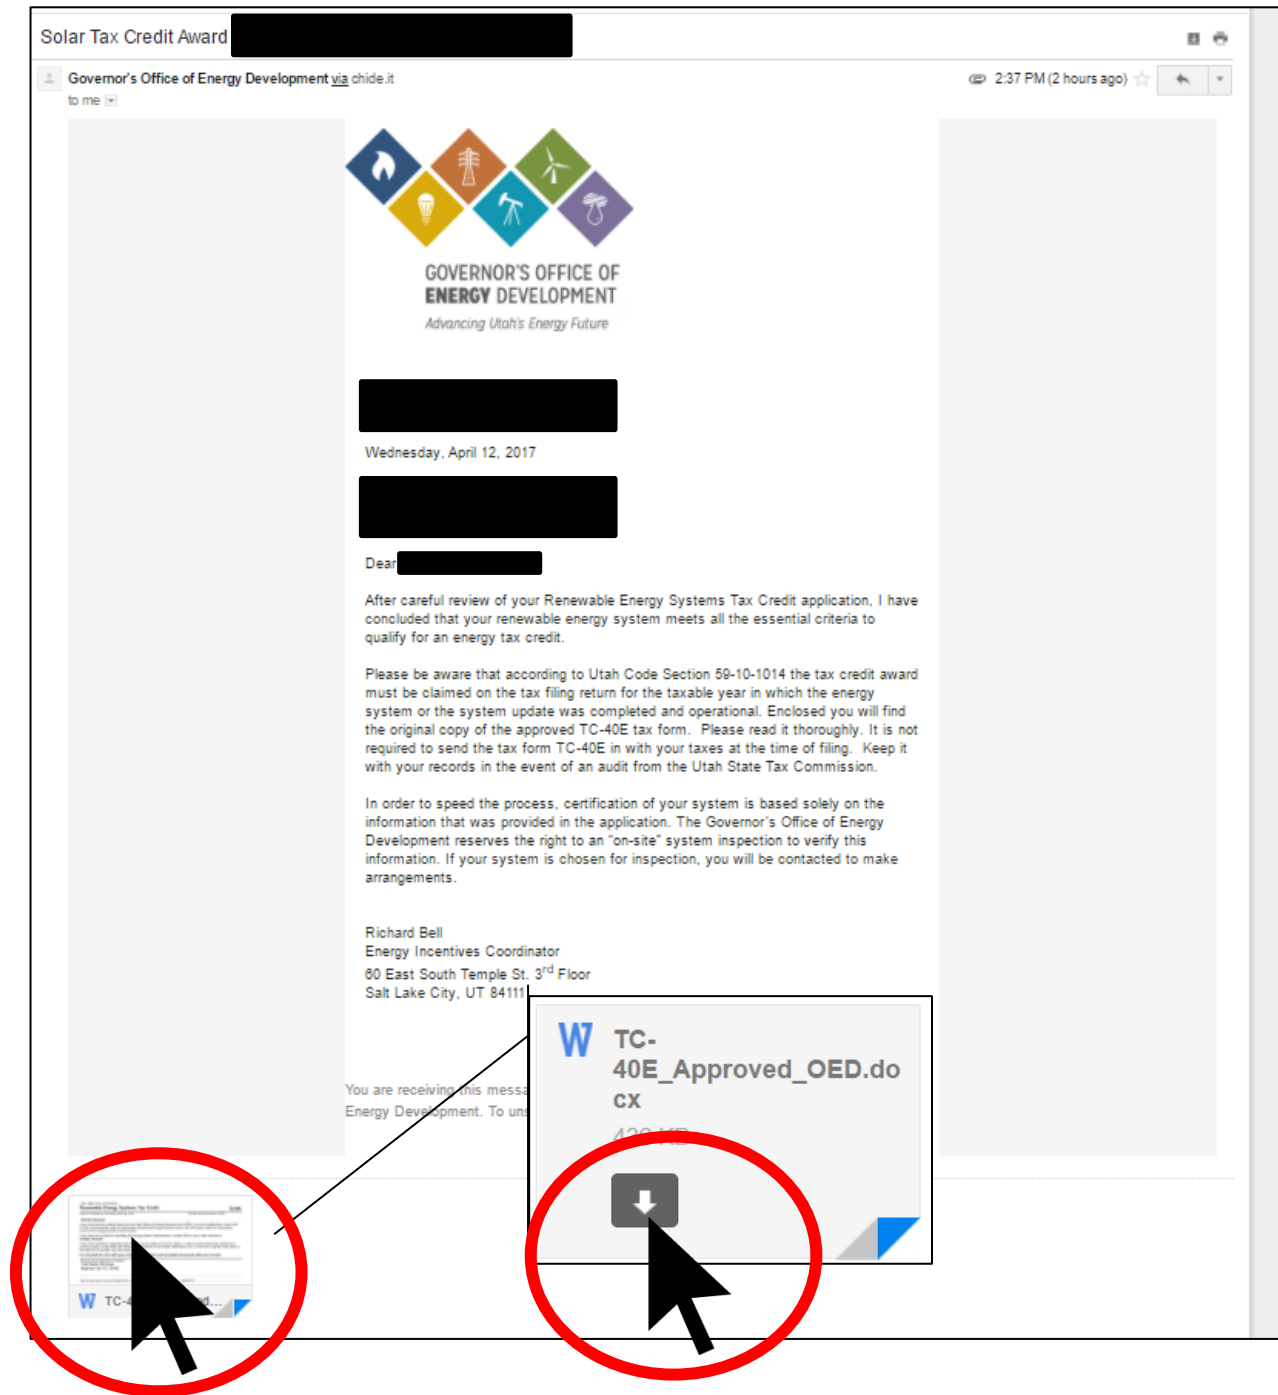 Solar Tax Credit Award
Governor's Office of Energy Development via chide.it
2:37 PM (2 hours ago)
to me
GOVERNOR'S OFFICE OF
ENERGY DEVELOPMENT
Advancing Utah's Energy Future
Wednesday, April 12, 2017
Dear
After careful review of your Renewable Energy Systems Tax Credit application, I have
concluded that your renewable energy system meets all the essential criteria to
qualify for an energy tax credit.
Please be aware that according to Utah Code Section 59-10-1014 the tax credit award
must be claimed on the tax filing return for the taxable year in which the energy
system or the system update was completed and operational. Enclosed you will find
the original copy of the approved TC-40E tax form.  Please read it thoroughly. It is not
required to send the tax form TC-40E in with your taxes at the time of filing.  Keep it
with your records in the event of an audit from the Utah State Tax Commission.
In order to speed the process, certification of your system is based solely on the
information that was provided in the application. The Governor's Office of Energy
Development reserves the right to an "on-site" system inspection to verify this
information. If your system is chosen for inspection, you will be contacted to make
arrangements.
Richard Bell
Energy Incentives Coordinator
60 East South Temple St. 3rd Floor
Salt Lake City, UT 84111
W TC-
40E_Approved_OED.do
cx
You are receiving this messa
Energy Development. To uns
Renewable Energy Systems Tax Credit
W TC-4 ed...